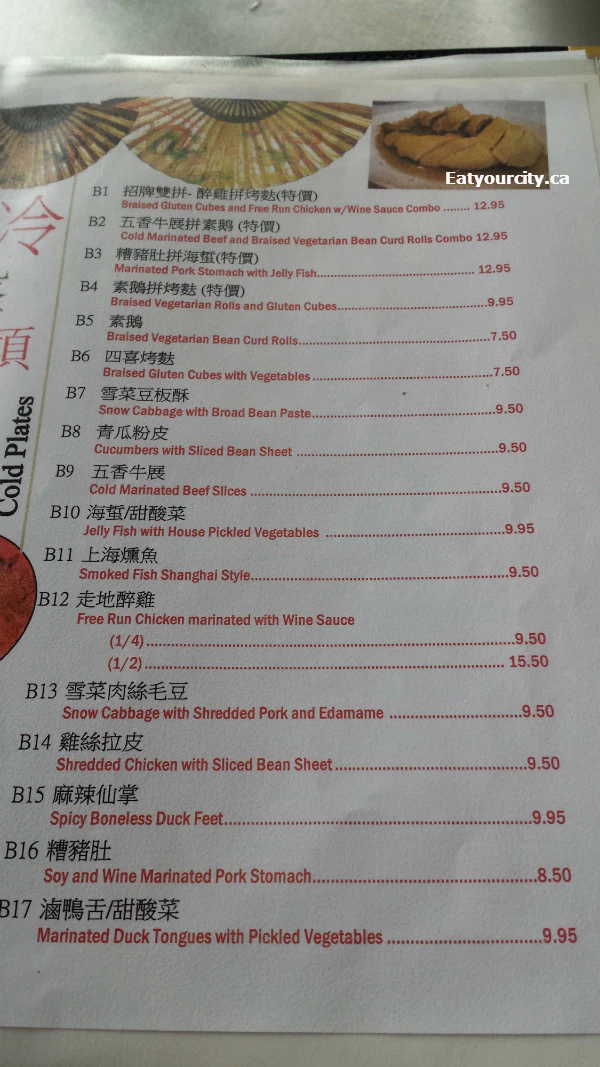 Eatyourcity.ca
冷
頭
Cold Plates
B1 招牌雙拼- 醉雞拼烤麩(特價)
Braised Gluten Cubes and Free Run Chicken w/Wine Sauce Combo ........ 12.95
B2 五香牛展拼素鵝 (特價)
Cold Marinated Beef and Braised Vegetarian Bean Curd Rolls Combo 12.95
B3 糟豬肚拼海蜇(特價)
Marinated Pork Stomach with Jelly Fish............................................... 12.95
B4 素鵝拼烤麩 (特價)
Braised Vegetarian Rolls and Gluten Cubes.............................................9.95
B5 素鵝
Braised Vegetarian Bean Curd Rolls.......................................................7.50
B6 四喜烤麩
Braised Gluten Cubes with Vegetables ....................................................7.50
B7 雪菜豆板酥
Snow Cabbage with Broad Bean Paste....................................................9.50
B8 青瓜粉皮
Cucumbers with Sliced Bean Sheet ........................................................9.50
B9 五香牛展
Cold Marinated Beef Slices ...................................................................9.50
B10 海蜇/甜酸菜
Jelly Fish with House Pickled Vegetables ...............................................9.95
B11 上海燻魚
Smoked Fish Shanghai Style..................................................................9.50
B12 走地醉雞
Free Run Chicken marinated with Wine Sauce
(1/4).....................................................................................9.50
(1/2)..................................................................................... 15.50
B13 雪菜肉絲毛豆
Snow Cabbage with Shredded Pork and Edamame ..............................9.50
B14 雞絲拉皮
Shredded Chicken with Sliced Bean Sheet..........................................9.50
B15 麻辣仙掌
Spicy Boneless Duck Feet...................................................................9.95
B16 糟豬肚
Soy and Wine Marinated Pork Stomach................................................8.50
B17 滷鴨舌/甜酸菜
Marinated Duck Tongues with Pickled Vegetables .................................9.95